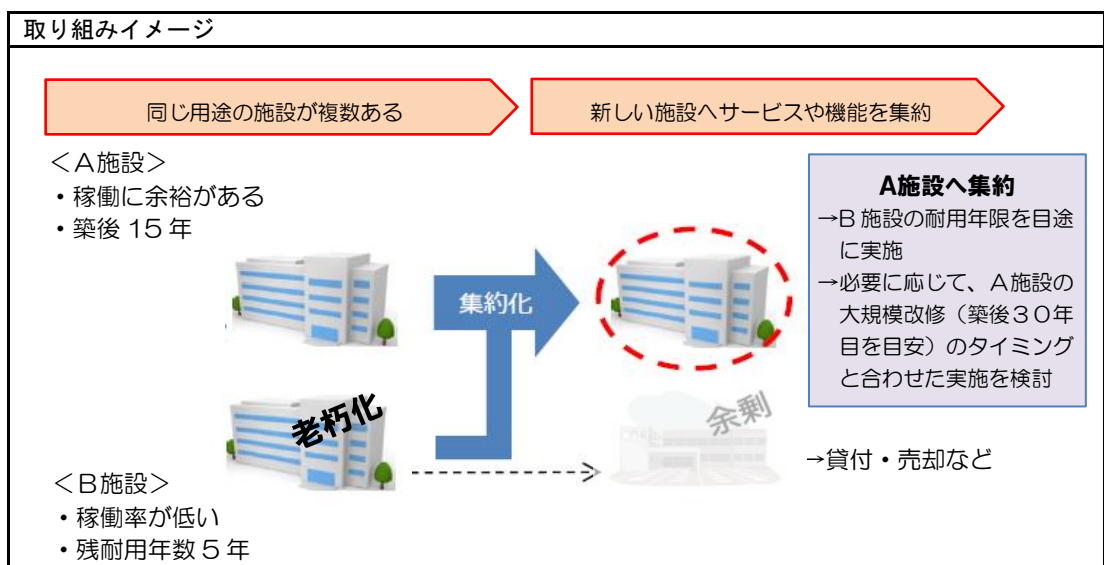 取り組みイメージ
同じ用途の施設が複数ある
新しい施設へサービスや機能を集約
＜Ａ施設＞
・稼働に余裕がある
・築後 15 年
集約化
A施設へ集約
→B 施設の耐用年限を目途
に実施
→必要に応じて、Ａ施設の
大規模改修（築後３０年
目を目安）のタイミング
と合わせた実施を検討
老朽化
余剰
→貸付・売却など
＜Ｂ施設＞
・稼働率が低い
・残耐用年数 5 年